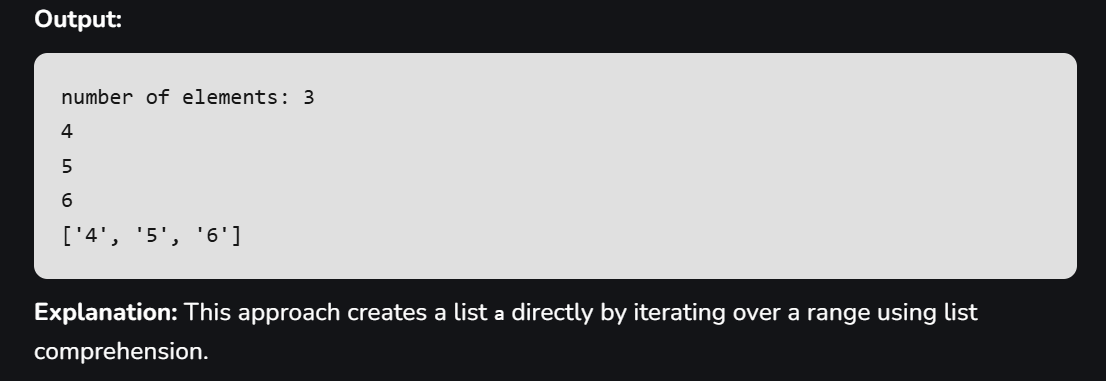 Output:
number of elements: 3
4
5
6
['4', '5', '6']
Explanation: This approach creates a list a directly by iterating over a range using list
comprehension.